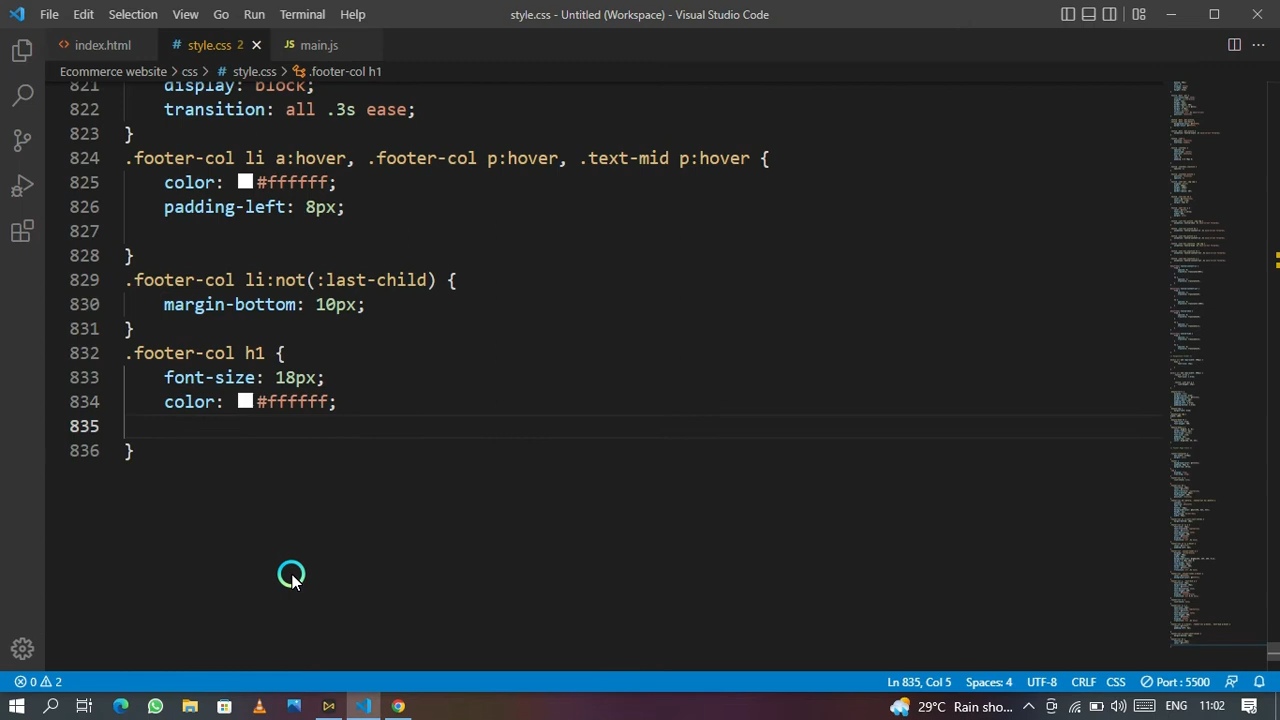 File Edit Selection View Go Run Terminal Help style.css - Untitled (Workspace) - Visual Studio Code
index.html style.css 2 JS main.js
Ecommerce website > css > # style.css > .footer-col h1
821 display: block;
822 transition: all .3s ease;
823 }
824 .footer-col li a:hover, .footer-col p:hover, .text-mid p:hover {
825 color: #ffffff;
826 padding-left: 8px;
827
828 }
829 .footer-col li:not(:last-child) {
830 margin-bottom: 10px;
831 }
832 .footer-col h1 {
833 font-size: 18px;
834 color: #ffffff;
835
836 }
0 2 Ln 835, Col 5 Spaces: 4 UTF-8 CRLF CSS Port : 5500
29°C Rain sho... ENG 11:02